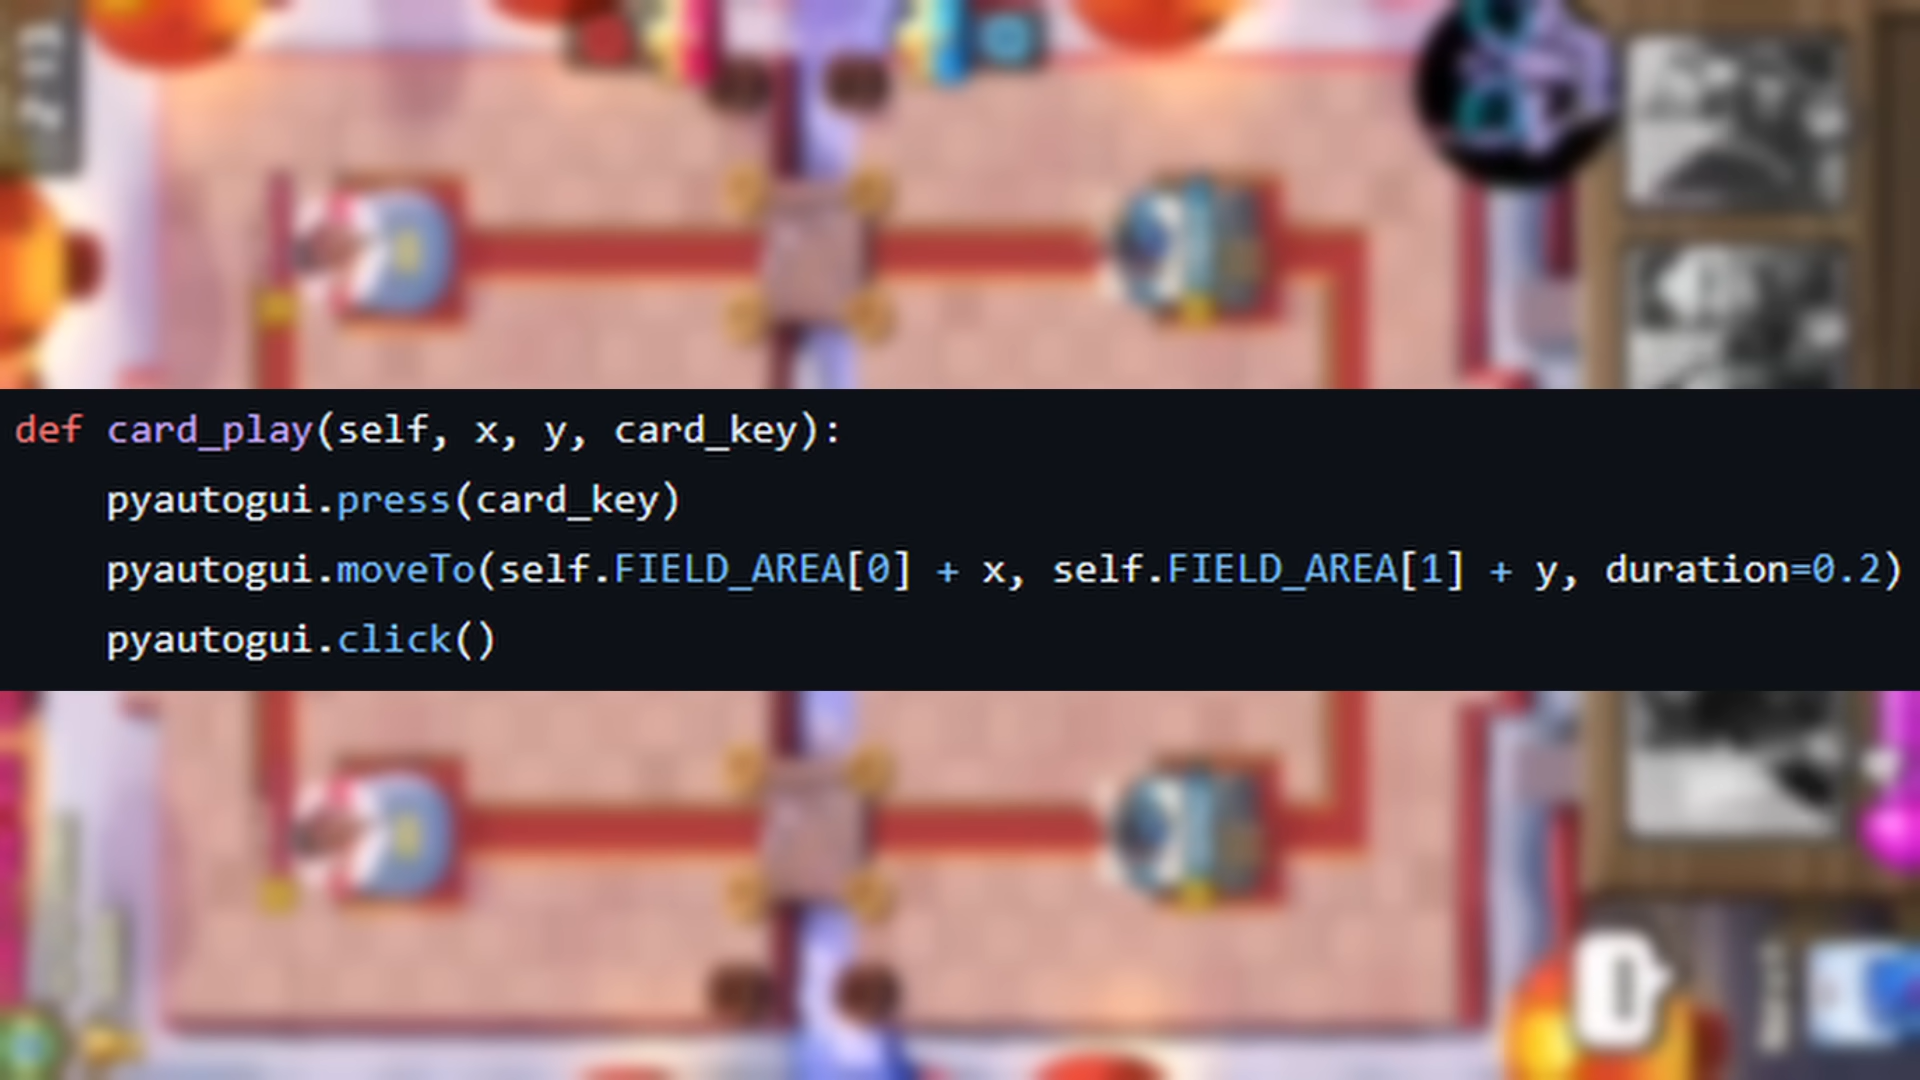 def card_play(self, x, y, card_key):
    pyautogui.press(card_key)
    pyautogui.moveTo(self.FIELD_AREA[0] + x, self.FIELD_AREA[1] + y, duration=0.2)
    pyautogui.click()